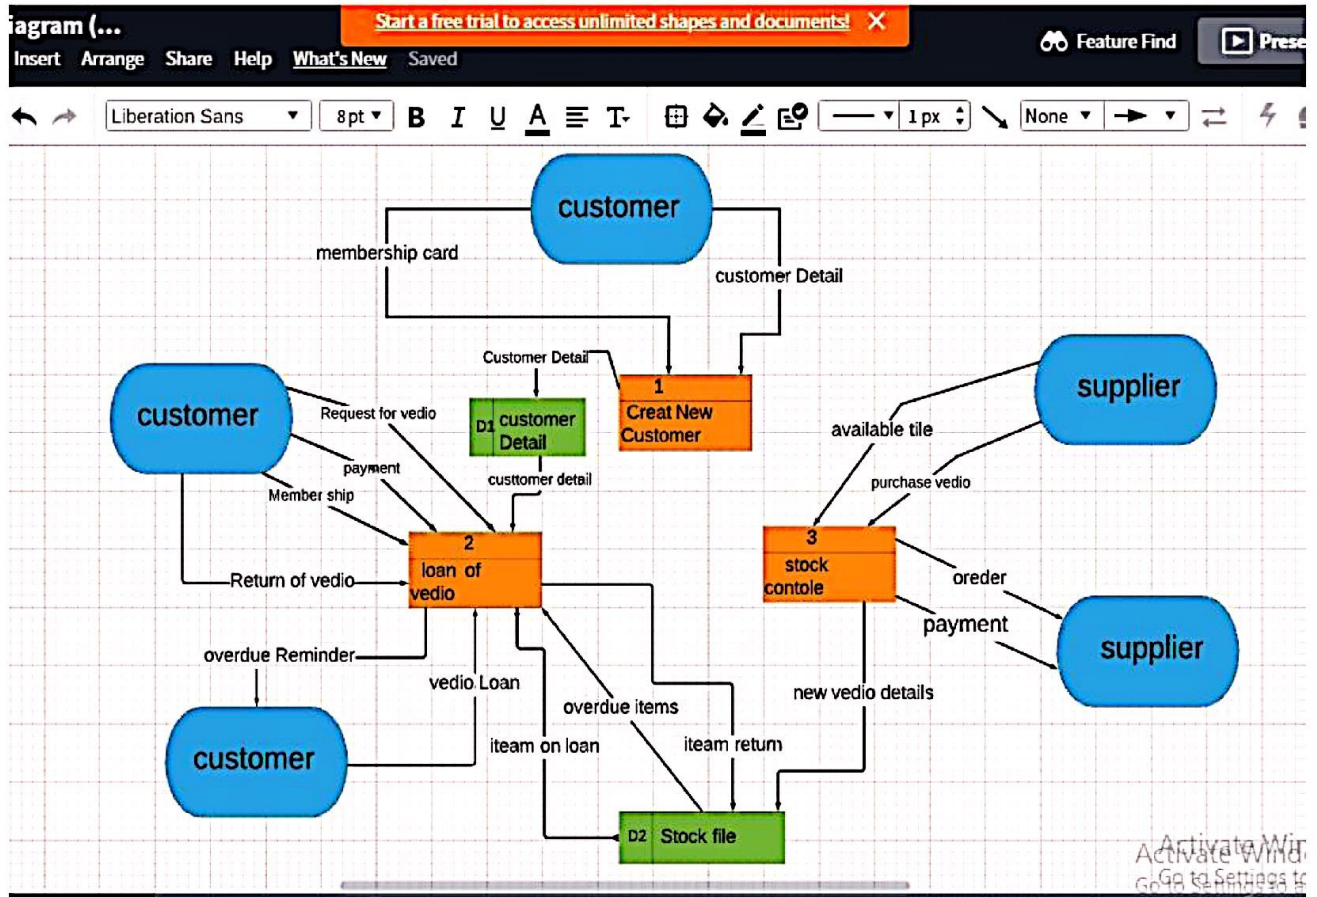 iagram (...
Start a free trial to access unlimited shapes and documents!
Feature Find
Prese
Insert Arrange Share Help What's New Saved
Liberation Sans 8pt B I U A T 1 px None
customer
membership card
customer Detail
Customer Detail
1
Creat New
Customer
supplier
customer
Request for vedio
D1 customer
Detail
available tile
payment
custtomer detail
purchase vedio
Member ship
2
loan of
vedio
3
stock
contole
Return of vedio
oreder
payment
supplier
overdue Reminder
vedio Loan
new vedio details
overdue items
iteam on loan
iteam return
customer
D2 Stock file
Activate Wind
Go to Settings to a